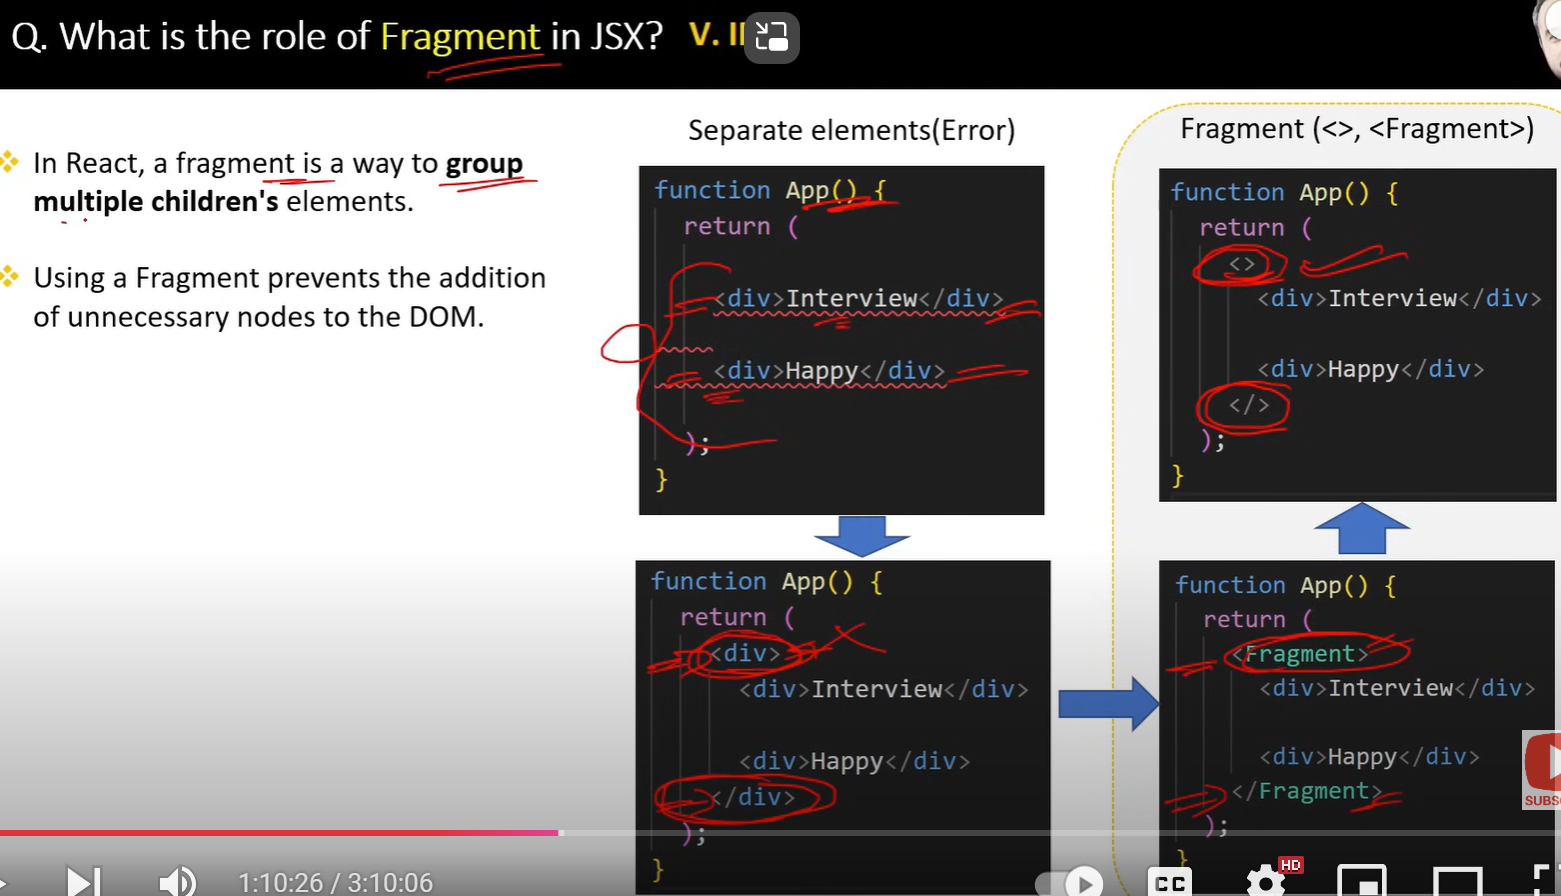 Q. What is the role of Fragment in JSX? V. I
In React, a fragment is a way to group
multiple children's elements.
Using a Fragment prevents the addition
of unnecessary nodes to the DOM.
Separate elements(Error)
function App() {
return (
<div>Interview</div>
<div>Happy</div>
);
}
function App() {
return (
<div>
<div>Interview</div>
<div>Happy</div>
</div>
);
}
Fragment (<>, <Fragment>)
function App() {
return (
<>
<div>Interview</div>
<div>Happy</div>
</>
);
}
function App() {
return (
<Fragment>
<div>Interview</div>
<div>Happy</div>
</Fragment>
);
}
SUBS
1:10:26 / 3:10:06
CC
HD